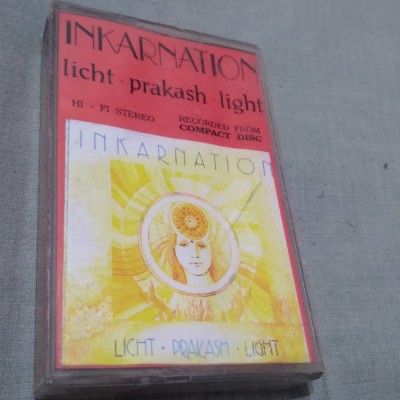 INKARNATION
licht · prakash · light
HI - FI STEREO
RECORDED FROM
COMPACT DISC
INKARNATION
LICHT · PRAKASH · LIGHT